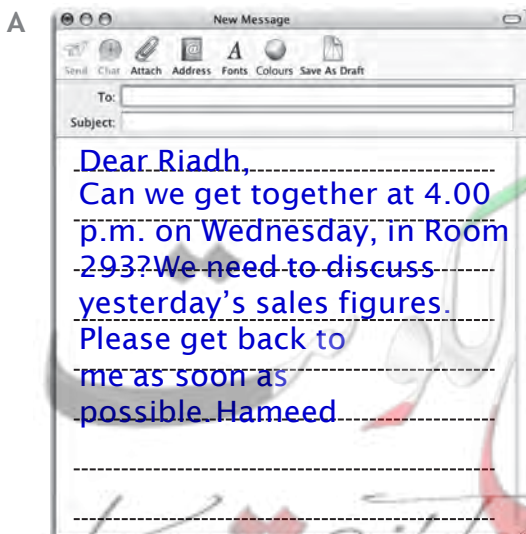 A
New Message
Send Chat Attach Address Fonts Colours Save As Draft
To:
Subject:
Dear Riadh,
Can we get together at 4.00
p.m. on Wednesday, in Room
293?We need to discuss
yesterday's sales figures.
Please get back to
me as soon as
possible.Hameed